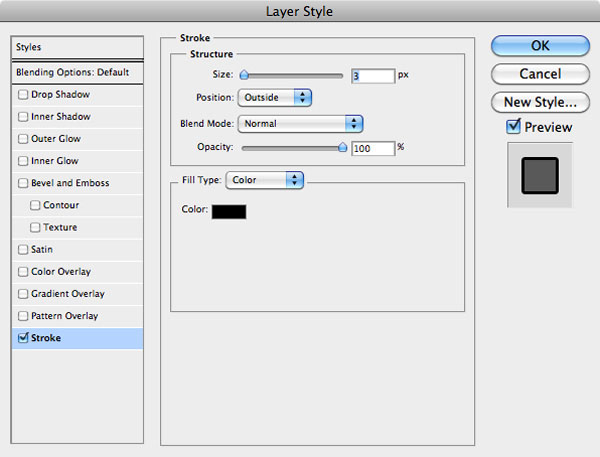 Layer Style
Styles
Blending Options: Default
Drop Shadow
Inner Shadow
Outer Glow
Inner Glow
Bevel and Emboss
Contour
Texture
Satin
Color Overlay
Gradient Overlay
Pattern Overlay
Stroke
Stroke
Structure
Size: 3 px
Position: Outside
Blend Mode: Normal
Opacity: 100 %
Fill Type: Color
Color:
OK
Cancel
New Style...
Preview